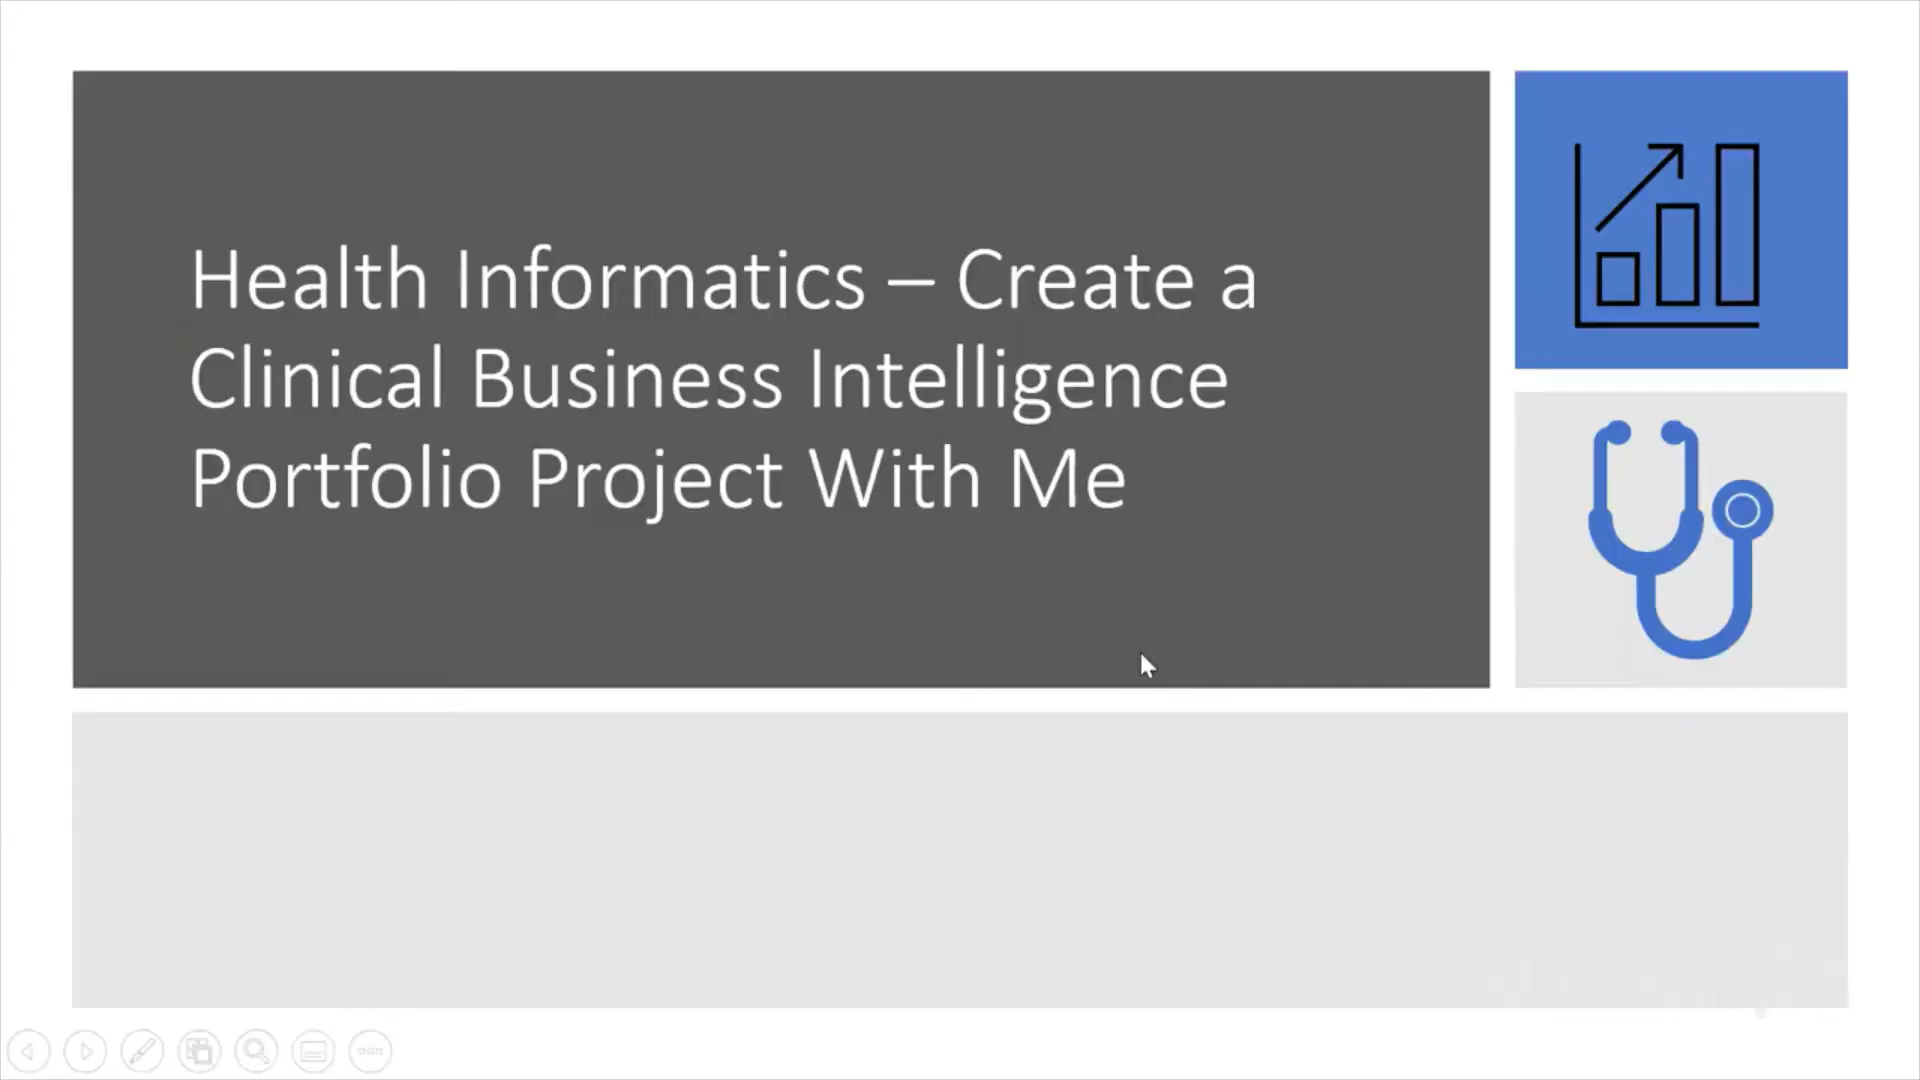 Health Informatics – Create a
Clinical Business Intelligence
Portfolio Project With Me